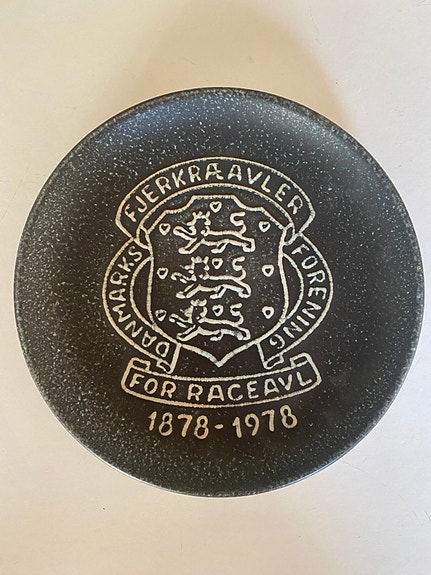 DANMARKS
FJERKRÆAVLER
FORENING
FOR RACEAVL
1878-1978